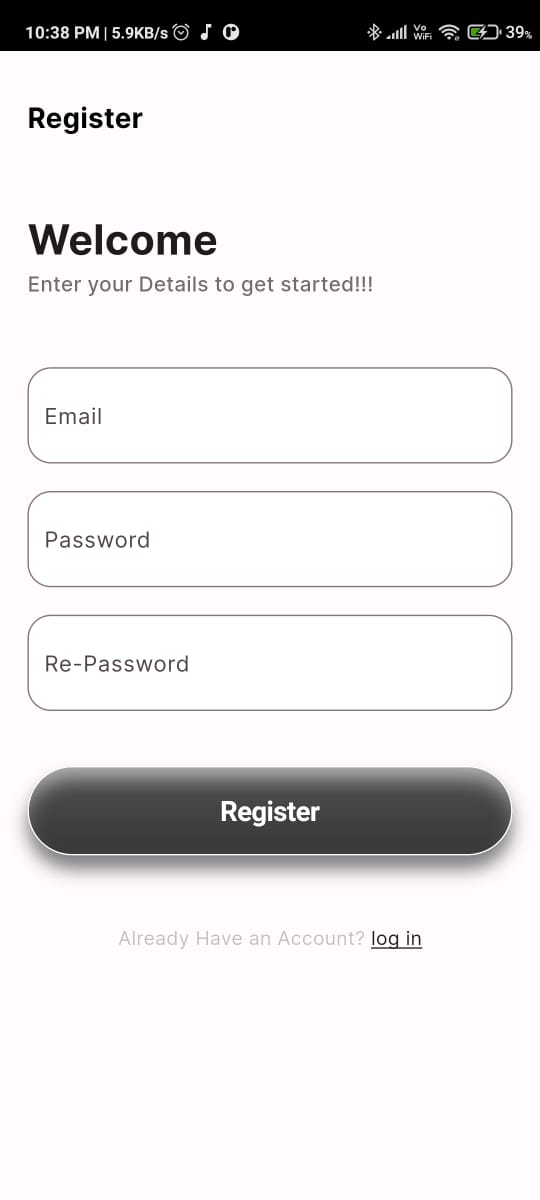 10:38 PM | 5.9KB/s Vo WiFi 39%
Register
Welcome
Enter your Details to get started!!!
Email
Password
Re-Password
Register
Already Have an Account? log in